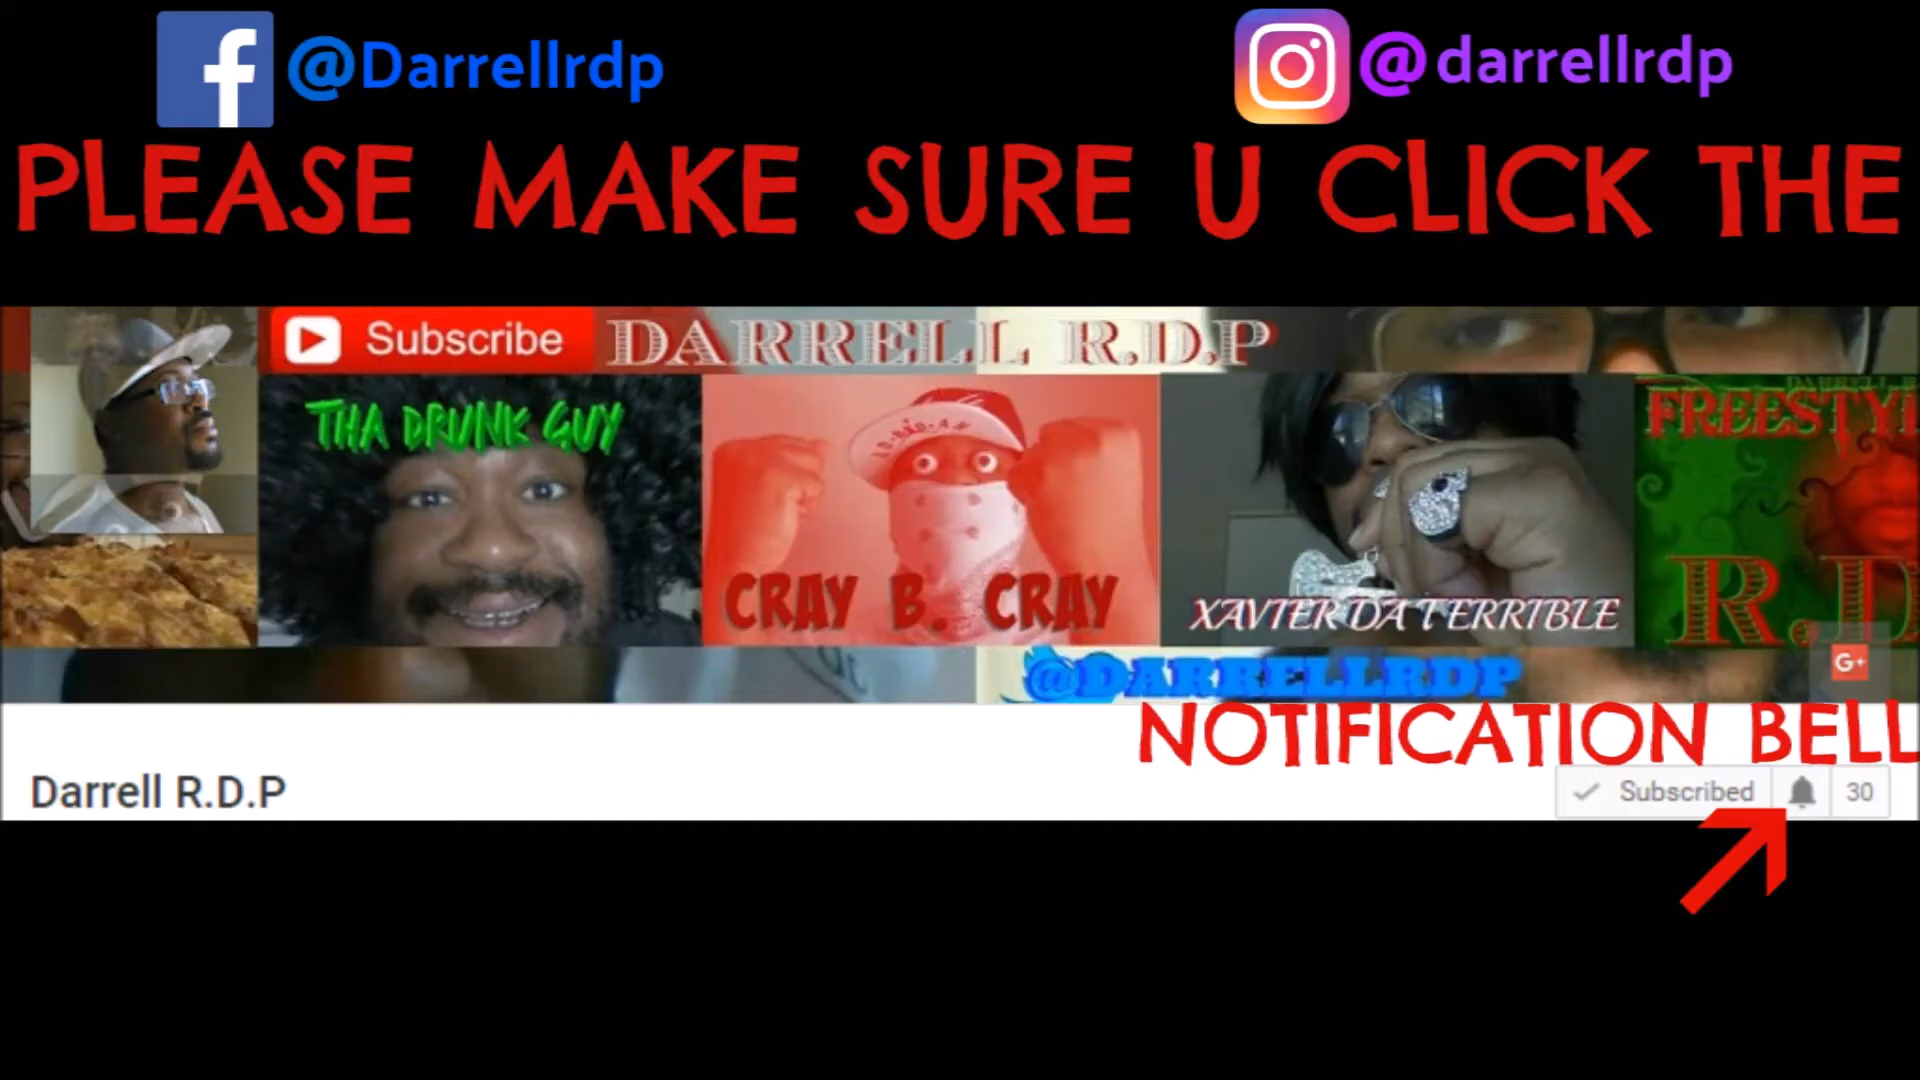 @Darrellrdp
@darrellrdp
PLEASE MAKE SURE U CLICK THE
Subscribe
DARRELL R.D.P
THA DRUNK GUY
CRAY B. CRAY
XAVIER DA TERRIBLE
R.D
@DARRELLRDP
G+
NOTIFICATION BELL
Darrell R.D.P
Subscribed
30